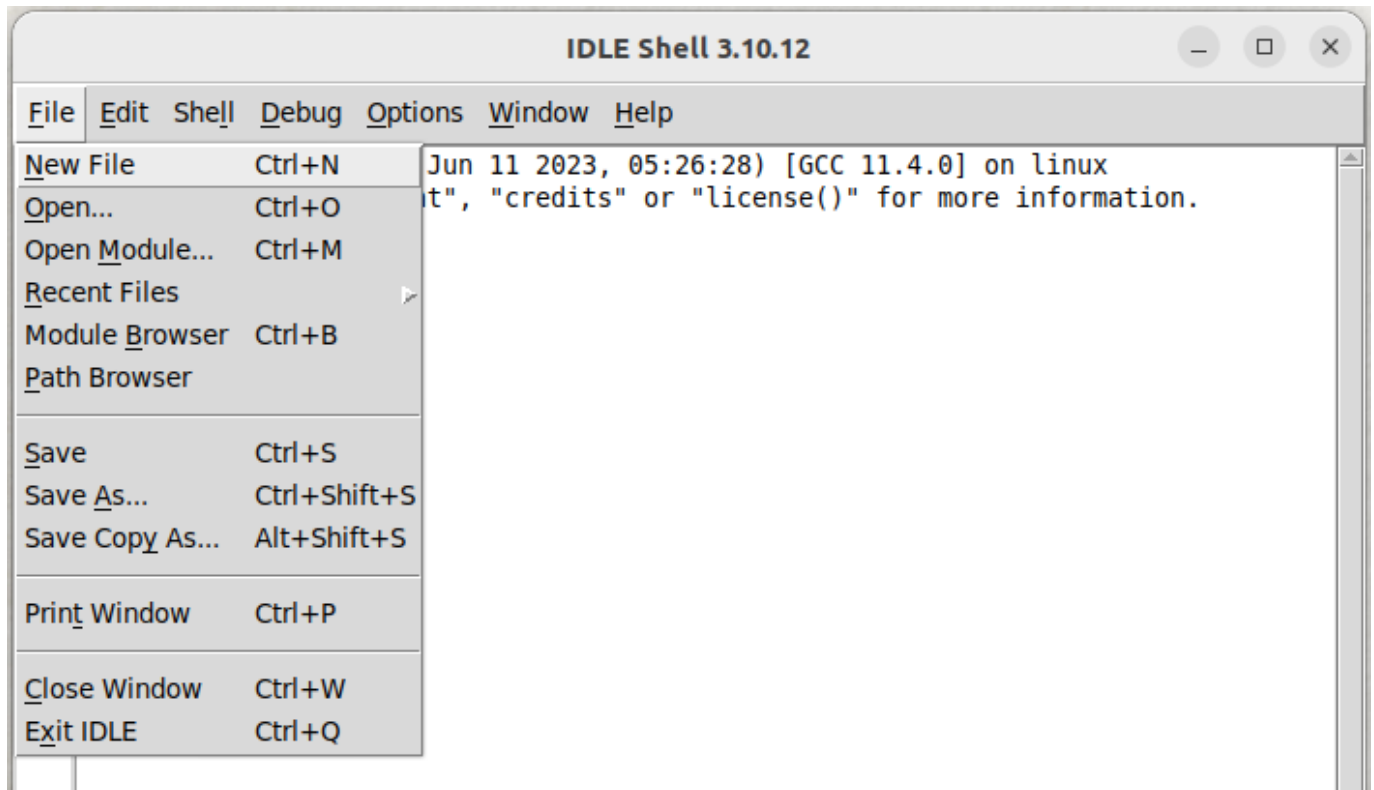 IDLE Shell 3.10.12
File Edit Shell Debug Options Window Help
New File Ctrl+N
Open... Ctrl+O
Open Module... Ctrl+M
Recent Files
Module Browser Ctrl+B
Path Browser
Save Ctrl+S
Save As... Ctrl+Shift+S
Save Copy As... Alt+Shift+S
Print Window Ctrl+P
Close Window Ctrl+W
Exit IDLE Ctrl+Q
Jun 11 2023, 05:26:28) [GCC 11.4.0] on linux
t", "credits" or "license()" for more information.